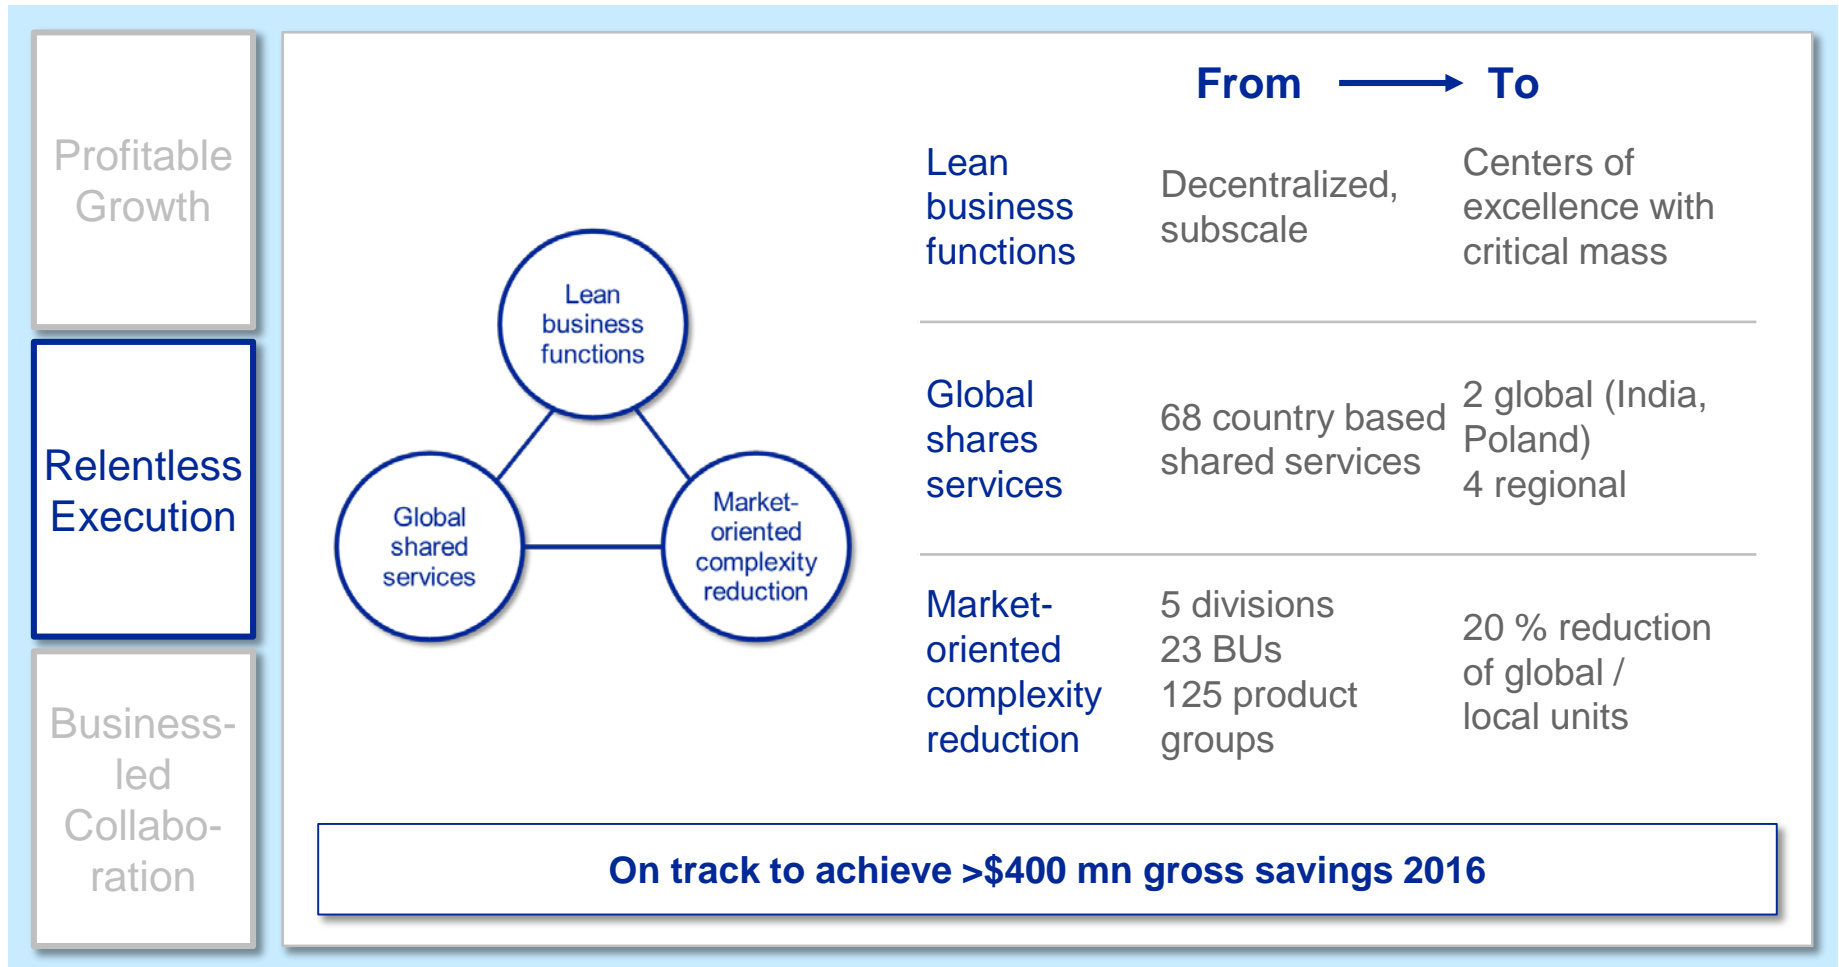 Profitable
Growth
Relentless
Execution
Business-
led
Collabo-
ration
Lean
business
functions
Global
shared
services
Market-
oriented
complexity
reduction
From
To
Lean
business
functions
Decentralized,
subscale
Centers of
excellence with
critical mass
Global
shares
services
68 country based
shared services
2 global (India,
Poland)
4 regional
Market-
oriented
complexity
reduction
5 divisions
23 BUs
125 product
groups
20 % reduction
of global /
local units
On track to achieve >$400 mn gross savings 2016